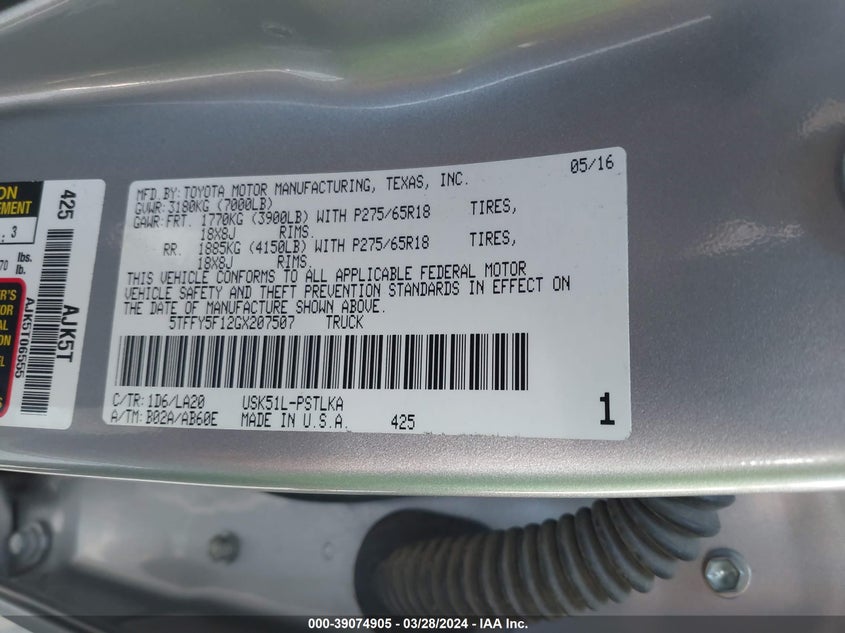 MFD BY: TOYOTA MOTOR MANUFACTURING, TEXAS, INC. 05/16
GVWR: 3180KG (7000LB)
GAWR: FRT. 1770KG (3900LB) WITH P275/65R18 TIRES,
18X8J RIMS.
RR. 1885KG (4150LB) WITH P275/65R18 TIRES,
18X8J RIMS.
THIS VEHICLE CONFORMS TO ALL APPLICABLE FEDERAL MOTOR
VEHICLE SAFETY AND THEFT PREVENTION STANDARDS IN EFFECT ON
THE DATE OF MANUFACTURE SHOWN ABOVE.
5TFFY5F12GX207507 TRUCK
C/TR: 1D6/LA20 USK51L-PSTLKA
A/TM: B02A/AB60E MADE IN U.S.A. 425 1
425
AJK5T
AJK5T06555
lbs.
lb.
000-39074905 - 03/28/2024 - IAA Inc.